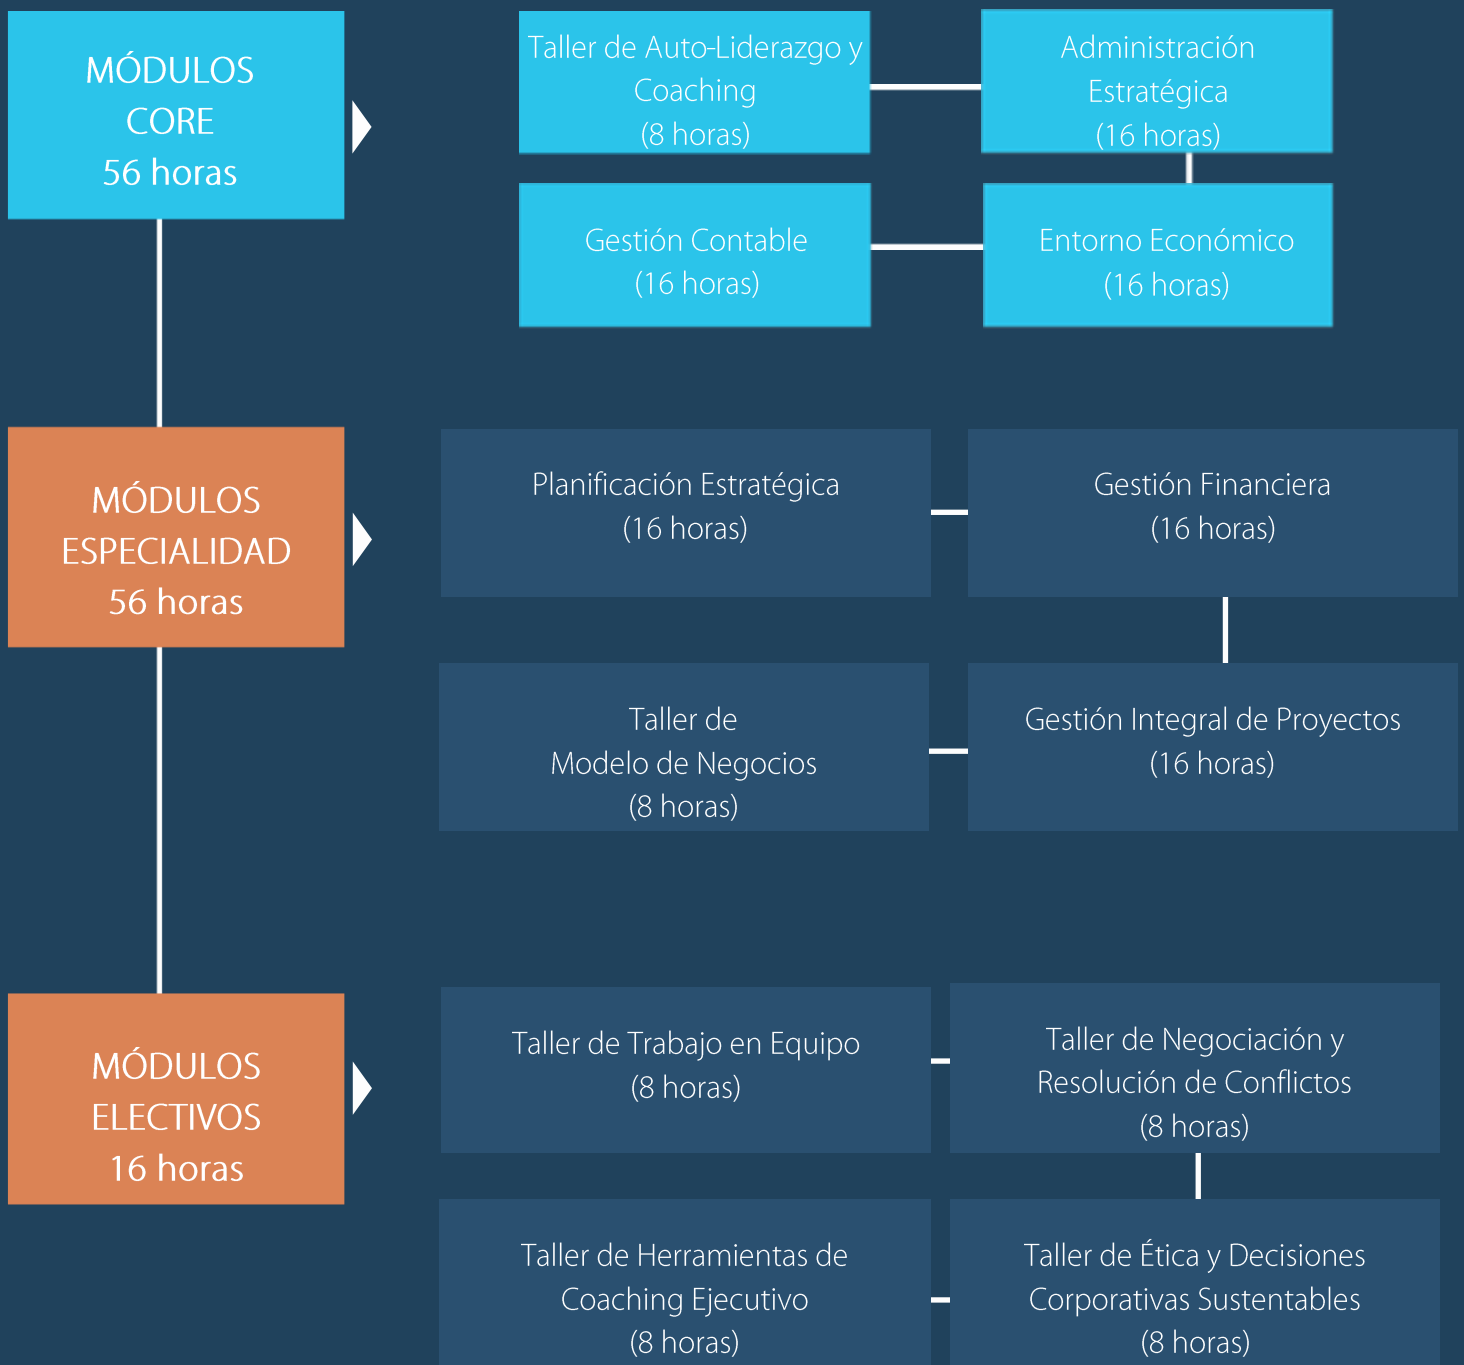 MÓDULOS
CORE
56 horas
Taller de Auto-Liderazgo y
Coaching
(8 horas)
Administración
Estratégica
(16 horas)
Gestión Contable
(16 horas)
Entorno Económico
(16 horas)
MÓDULOS
ESPECIALIDAD
56 horas
Planificación Estratégica
(16 horas)
Gestión Financiera
(16 horas)
Taller de
Modelo de Negocios
(8 horas)
Gestión Integral de Proyectos
(16 horas)
MÓDULOS
ELECTIVOS
16 horas
Taller de Trabajo en Equipo
(8 horas)
Taller de Negociación y
Resolución de Conflictos
(8 horas)
Taller de Herramientas de
Coaching Ejecutivo
(8 horas)
Taller de Ética y Decisiones
Corporativas Sustentables
(8 horas)